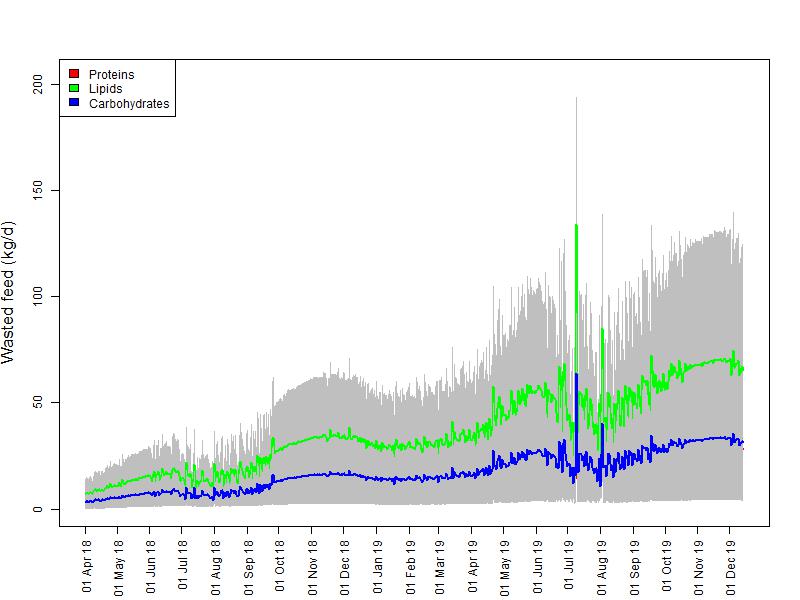 Proteins
Lipids
Carbohydrates
Wasted feed (kg/d)
200
150
100
50
0
01 Apr 18
01 May 18
01 Jun 18
01 Jul 18
01 Aug 18
01 Sep 18
01 Oct 18
01 Nov 18
01 Dec 18
01 Jan 19
01 Feb 19
01 Mar 19
01 Apr 19
01 May 19
01 Jun 19
01 Jul 19
01 Aug 19
01 Sep 19
01 Oct 19
01 Nov 19
01 Dec 19